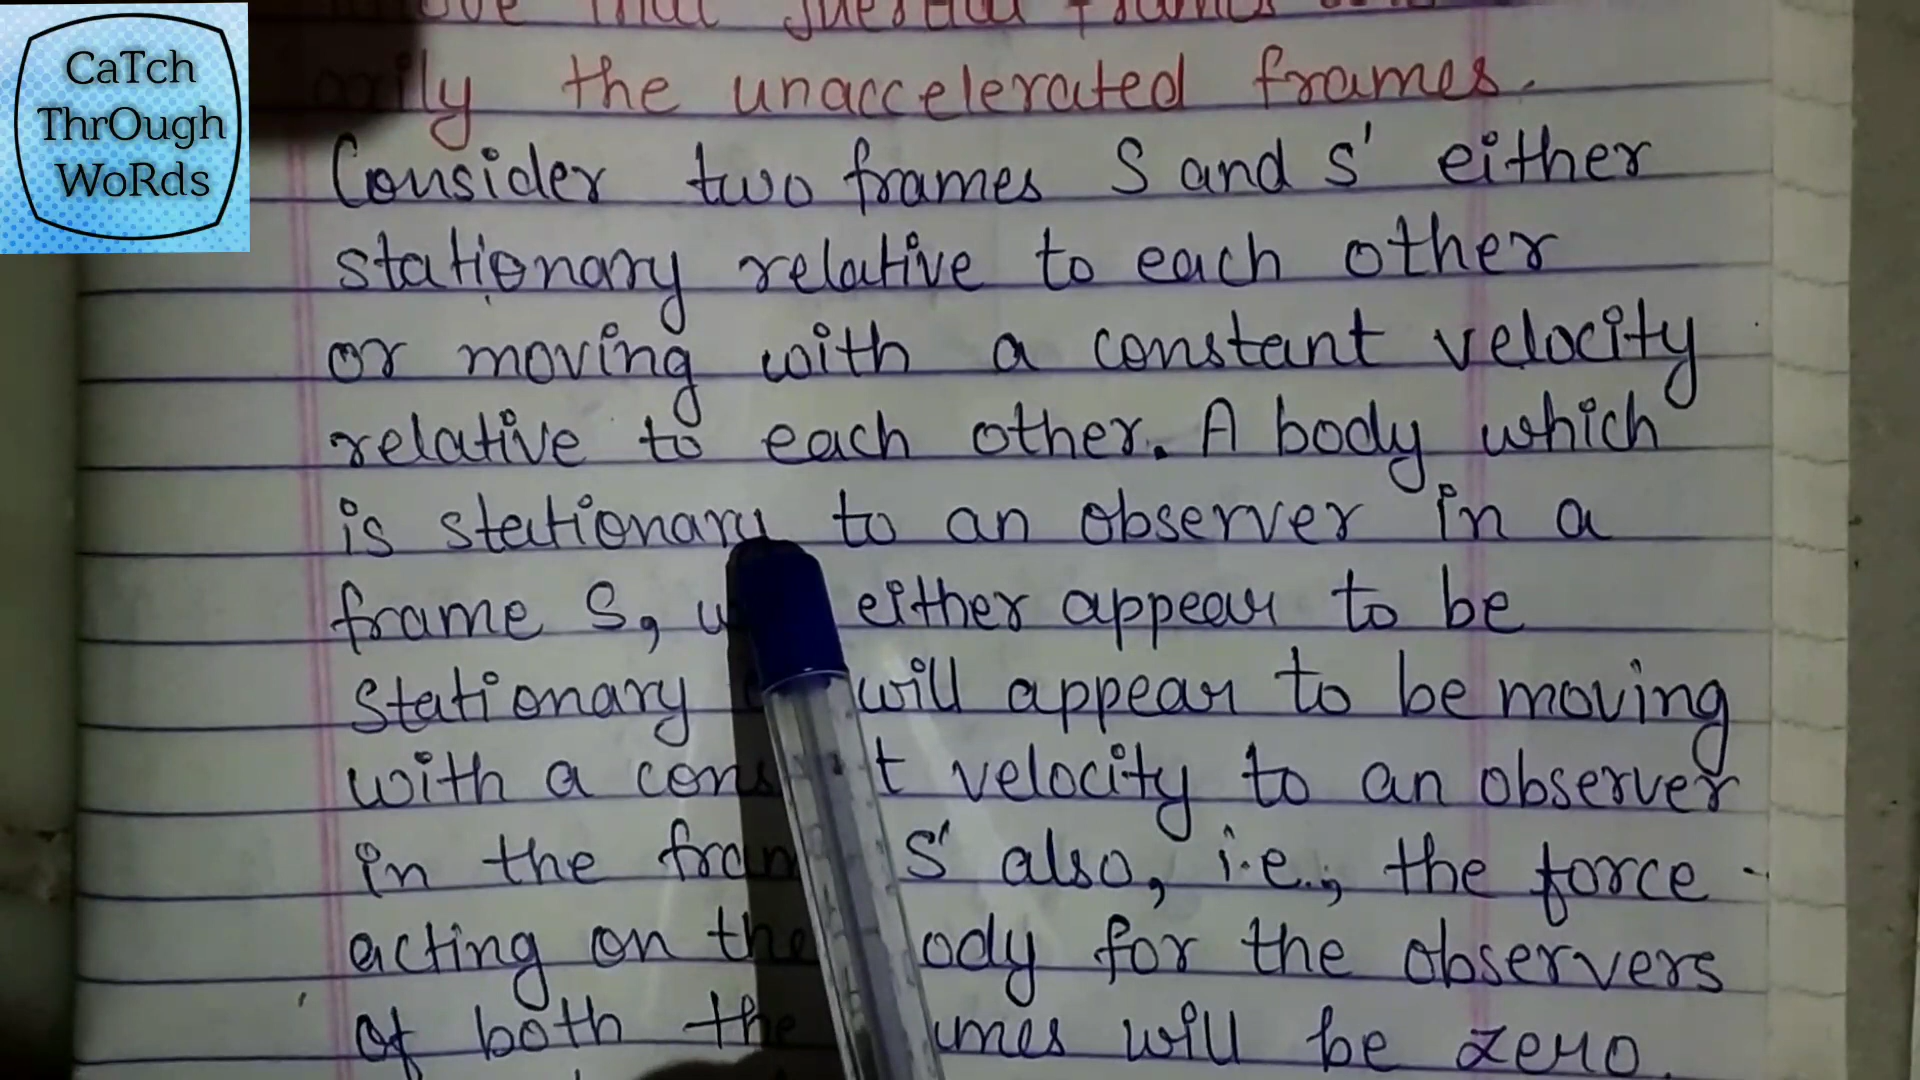 CaTch
ThrOugh
WoRds
that frames
the unaccelerated frames.
Consider two frames S and S' either
stationary relative to each other
or moving with a constant velocity
relative to each other. A body which
is stationary to an observer in a
frame S, either appear to be
stationary will appear to be moving
with a velocity to an observer
in the S' also, i.e., the force
acting on for the observers
of both the will be zero.